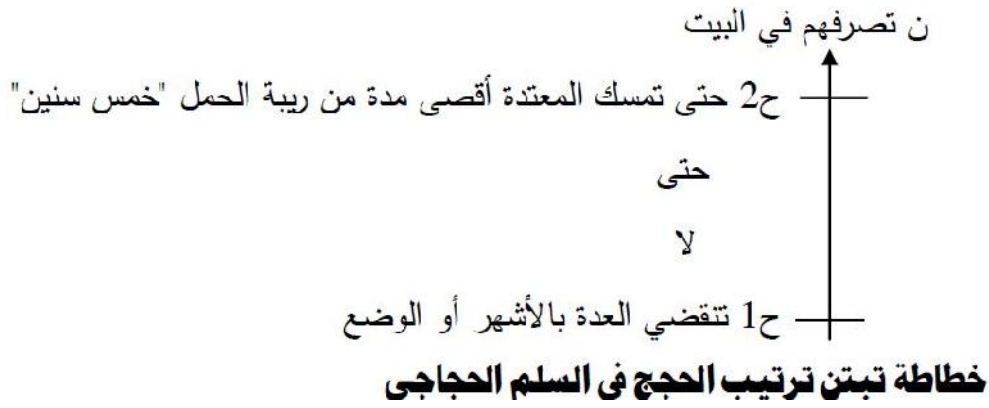 ن تصرفهم في البيت
ح2 حتى تمسك المعتدة أقصى مدة من ريبة الحمل "خمس سنين"
حتى
لا
ح1 تنقضي العدة بالأشهر أو الوضع
خطاطة تبتن ترتيب الحجج في السلم الحجاجي